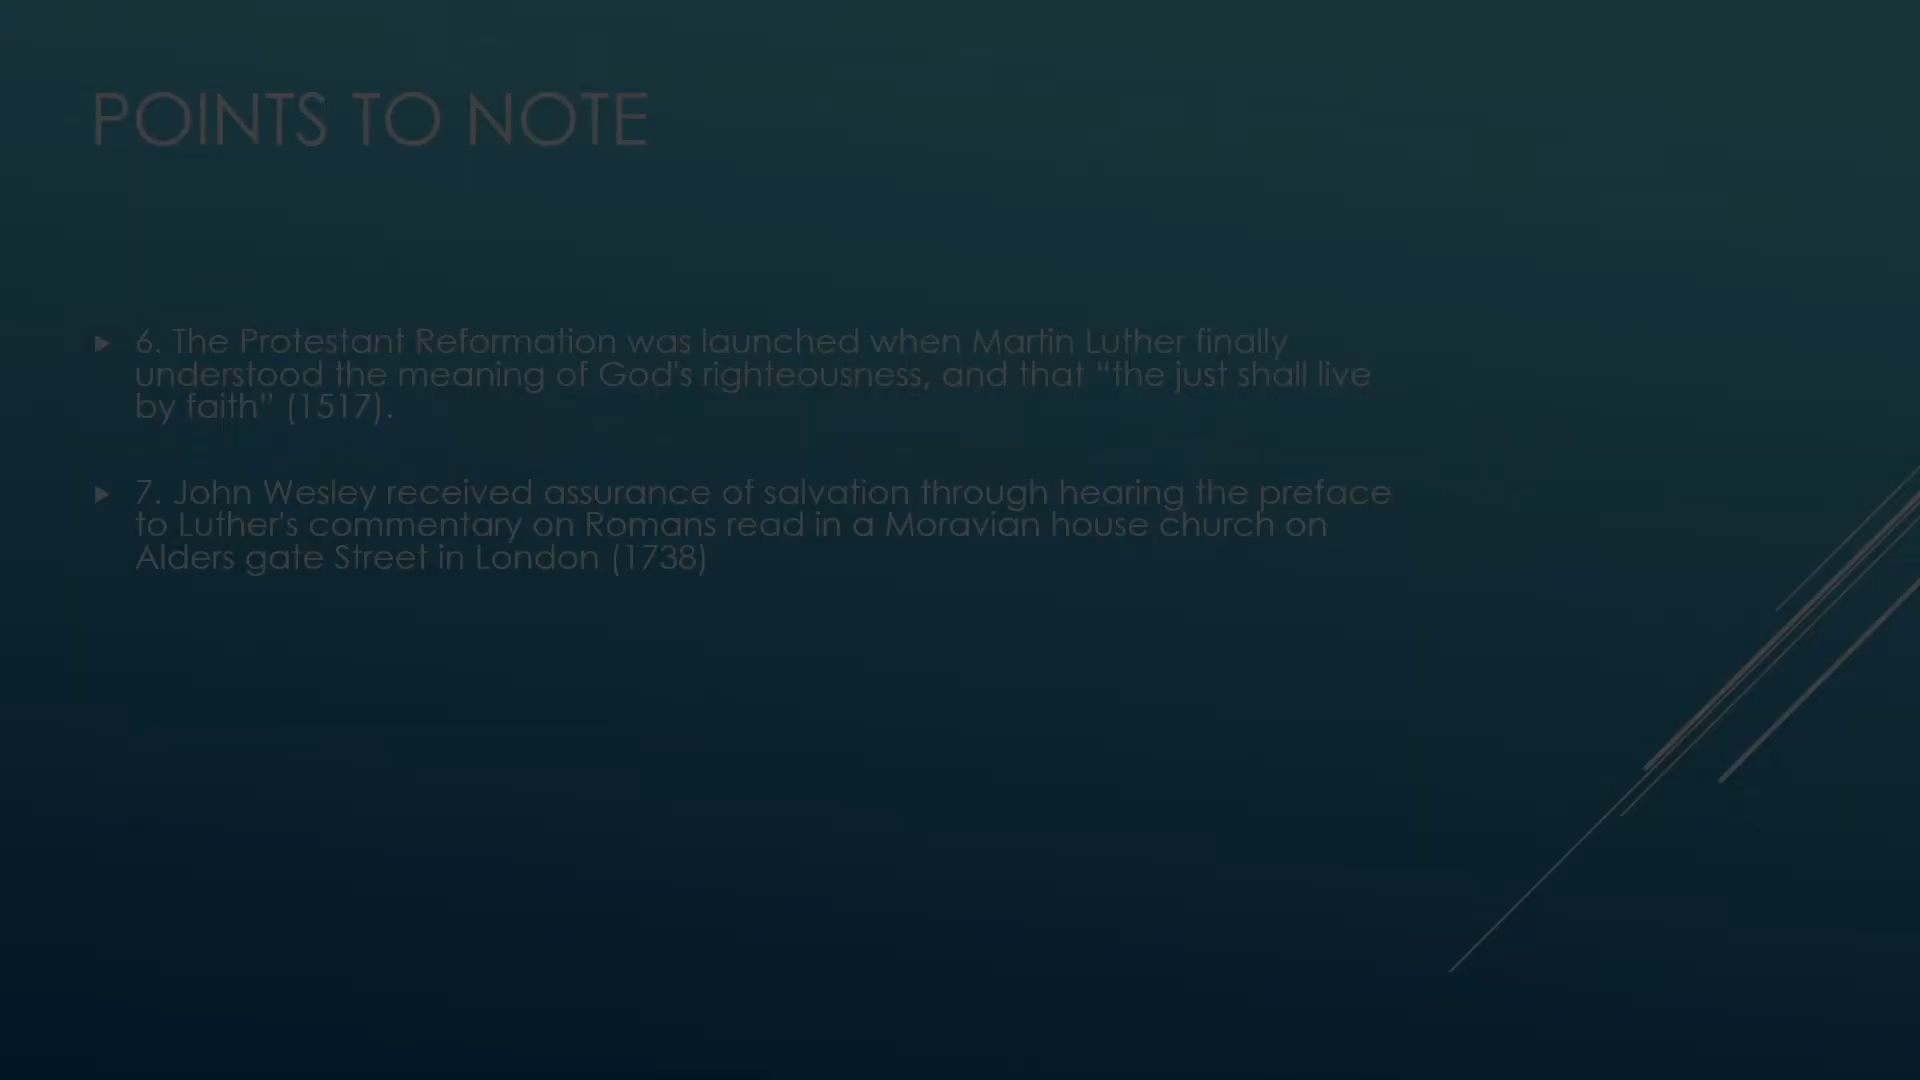 POINTS TO NOTE
6. The Protestant Reformation was launched when Martin Luther finally
understood the meaning of God's righteousness, and that “the just shall live
by faith” (1517).
7. John Wesley received assurance of salvation through hearing the preface
to Luther's commentary on Romans read in a Moravian house church on
Alders gate Street in London (1738)